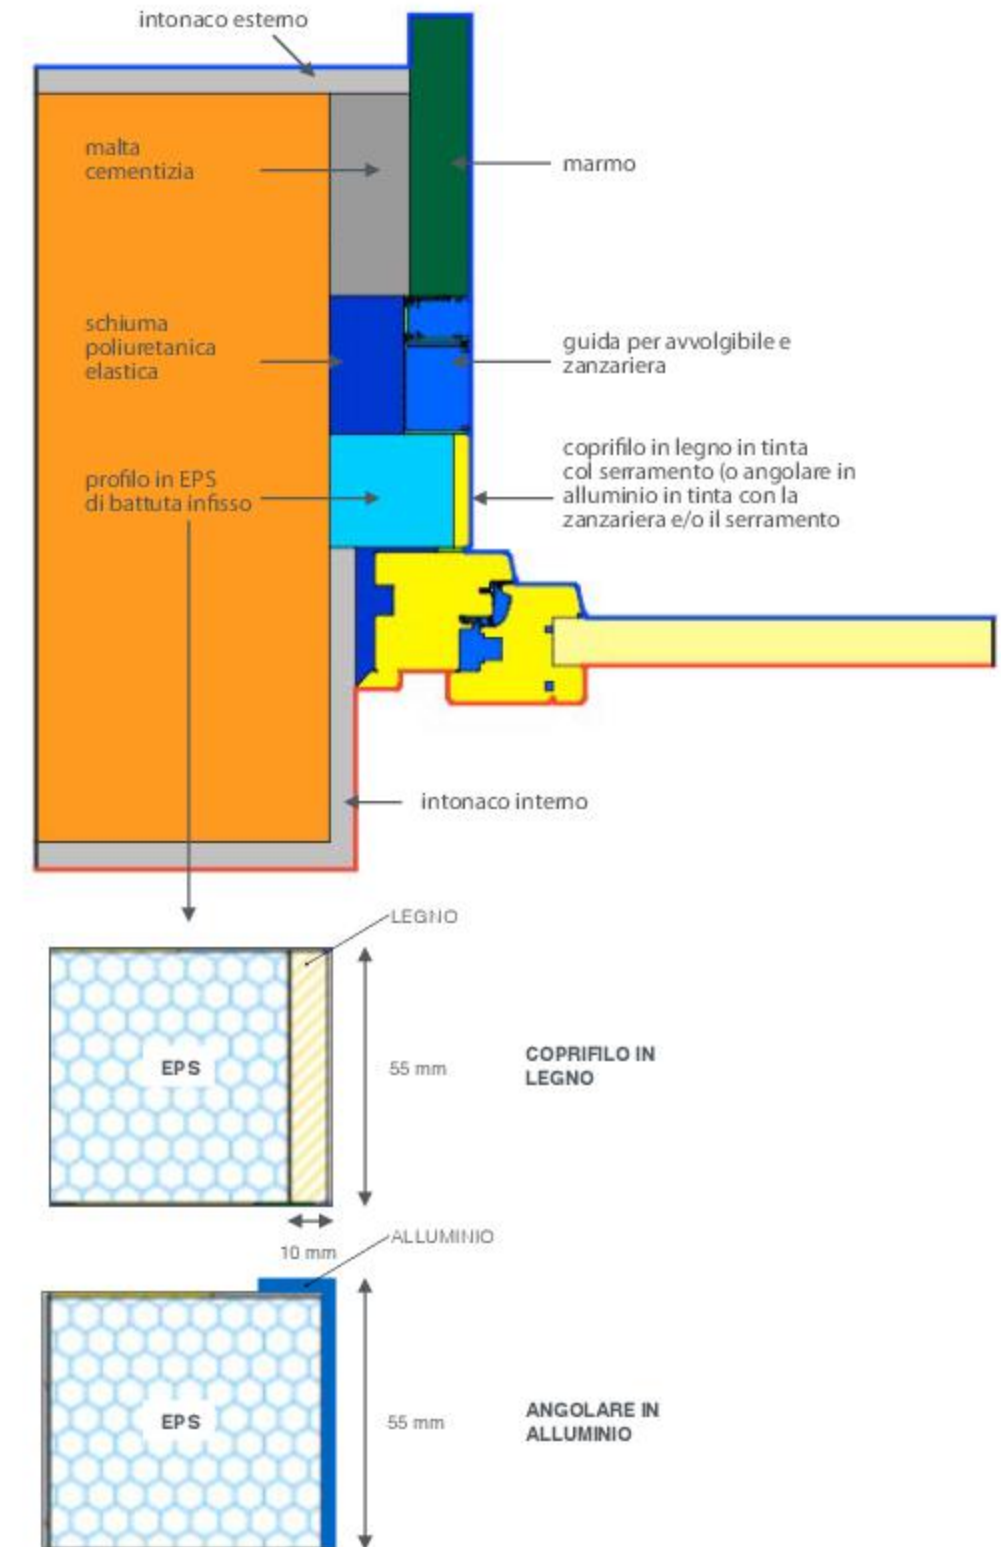 intonaco esterno
malta
cementizia
marmo
schiuma
poliuretanica
elastica
guida per avvolgibile e
zanzariera
profilo in EPS
di battuta infisso
coprifilo in legno in tinta
col serramento (o angolare in
alluminio in tinta con la
zanzariera e/o il serramento
intonaco interno
LEGNO
EPS
55 mm
COPRIFILO IN
LEGNO
10 mm
ALLUMINIO
EPS
55 mm
ANGOLARE IN
ALLUMINIO